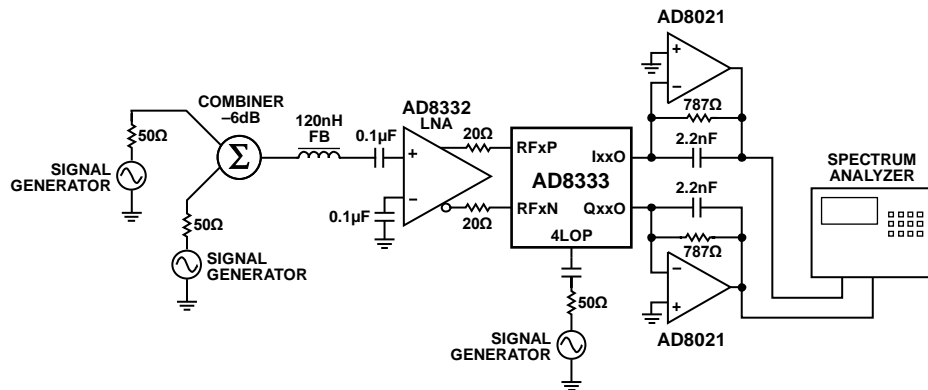 AD8021
+
–
787Ω
2.2nF
COMBINER
–6dB
50Ω
SIGNAL
GENERATOR
50Ω
SIGNAL
GENERATOR
Σ
120nH
FB
0.1µF
0.1µF
AD8332
LNA
+
–
20Ω
20Ω
RFxP
IxxO
AD8333
RFxN
QxxO
4LOP
50Ω
SIGNAL
GENERATOR
2.2nF
787Ω
–
+
AD8021
SPECTRUM
ANALYZER